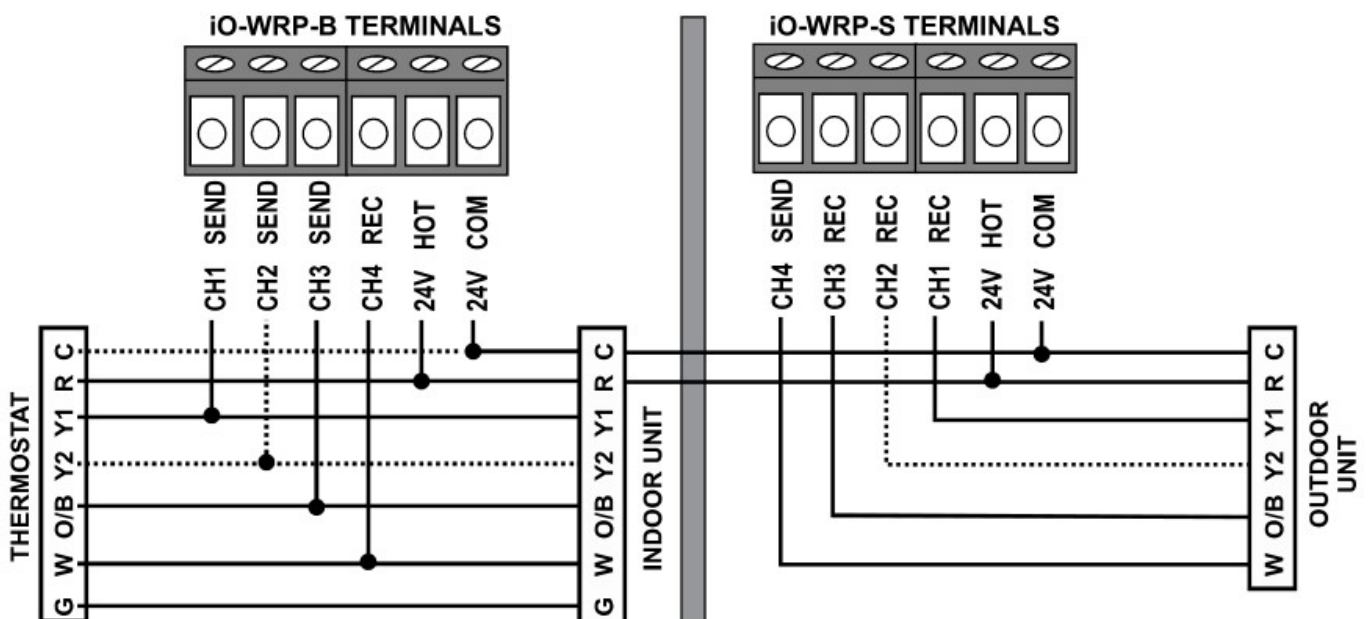 iO-WRP-B TERMINALS
iO-WRP-S TERMINALS
CH1 SEND
CH2 SEND
CH3 SEND
CH4 REC
24V HOT
24V COM
CH4 SEND
CH3 REC
CH2 REC
CH1 REC
24V HOT
24V COM
THERMOSTAT
C
R
Y1
Y2
O/B
W
G
C
R
Y1
Y2
O/B
W
G
INDOOR UNIT
C
R
Y1
Y2
O/B
W
OUTDOOR
UNIT